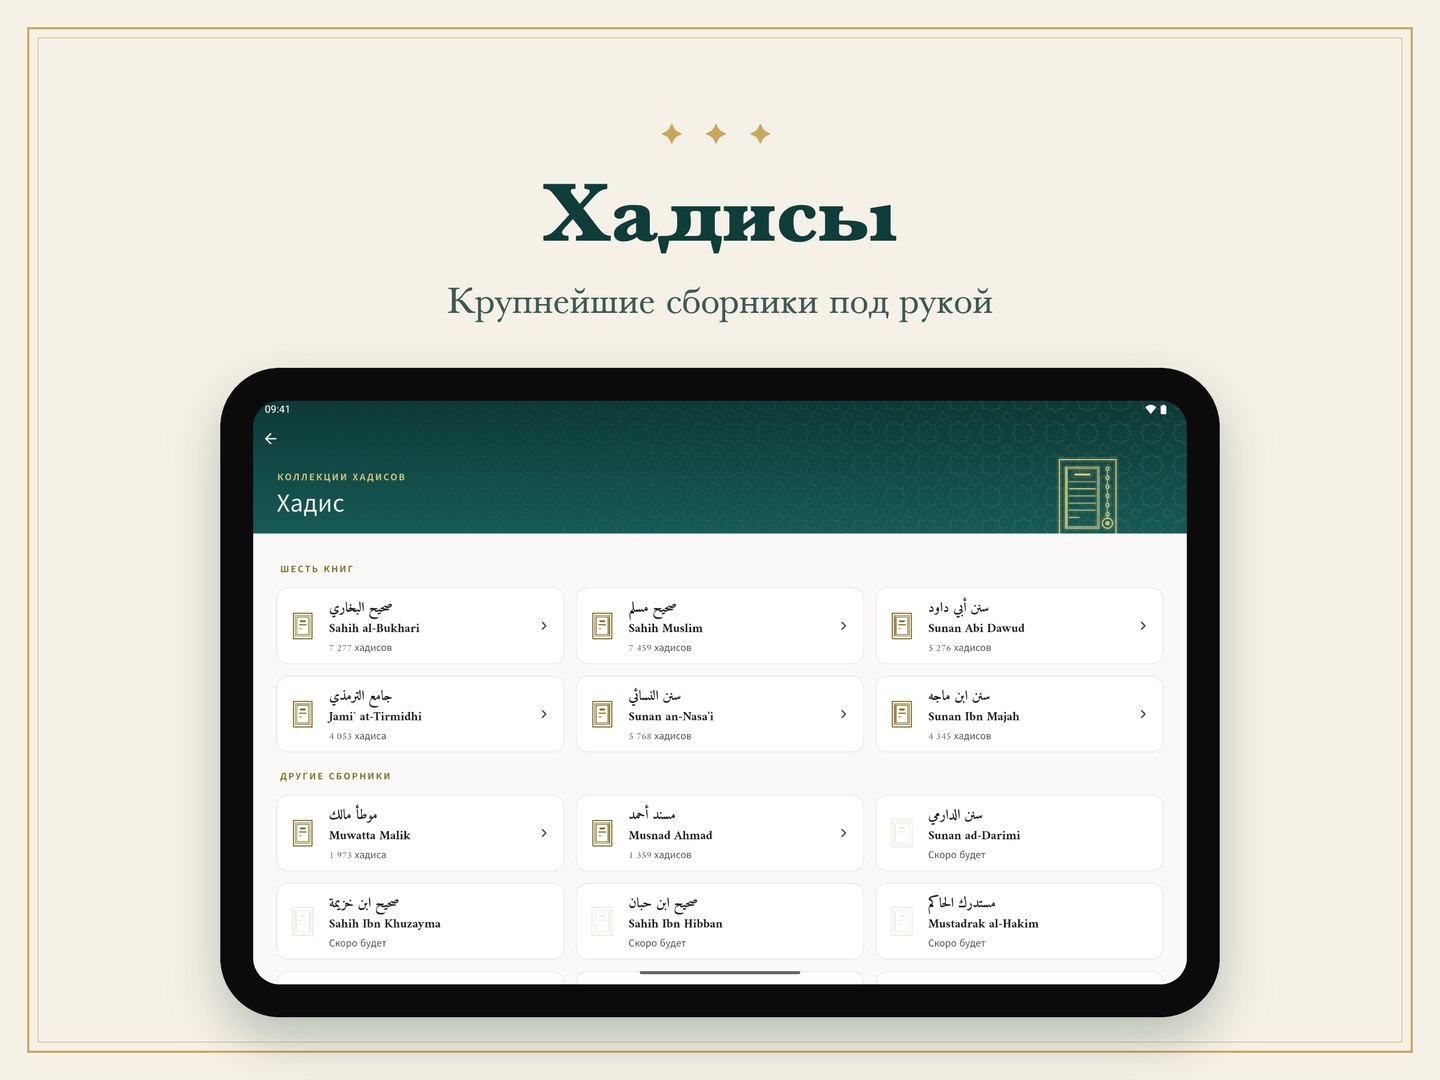 Хадисы
Крупнейшие сборники под рукой
09:41
КОЛЛЕКЦИИ ХАДИСОВ
Хадис
ШЕСТЬ КНИГ
صحيح البخاري
Sahih al-Bukhari
7 277 хадисов
صحيح مسلم
Sahih Muslim
7 459 хадисов
سنن أبي داود
Sunan Abi Dawud
5 276 хадисов
جامع الترمذي
Jami` at-Tirmidhi
4 053 хадиса
سنن النسائي
Sunan an-Nasa'i
5 768 хадисов
سنن ابن ماجه
Sunan Ibn Majah
4 345 хадисов
ДРУГИЕ СБОРНИКИ
موطأ مالك
Muwatta Malik
1 973 хадиса
مسند أحمد
Musnad Ahmad
1 359 хадисов
سنن الدارمي
Sunan ad-Darimi
Скоро будет
صحيح ابن خزيمة
Sahih Ibn Khuzayma
Скоро будет
صحيح ابن حبان
Sahih Ibn Hibban
Скоро будет
مستدرك الحاكم
Mustadrak al-Hakim
Скоро будет